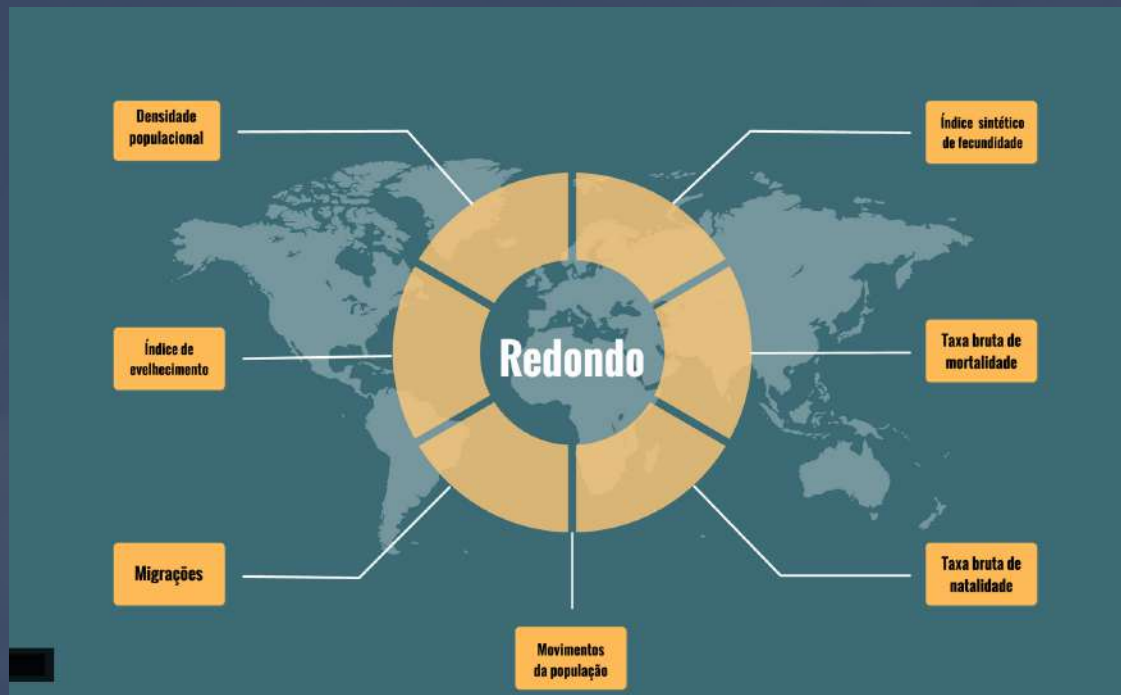 Densidade
populacional
Índice sintético
de fecundidade
Índice de
evelhecimento
Redondo
Taxa bruta de
mortalidade
Migrações
Taxa bruta de
natalidade
Movimentos
da população